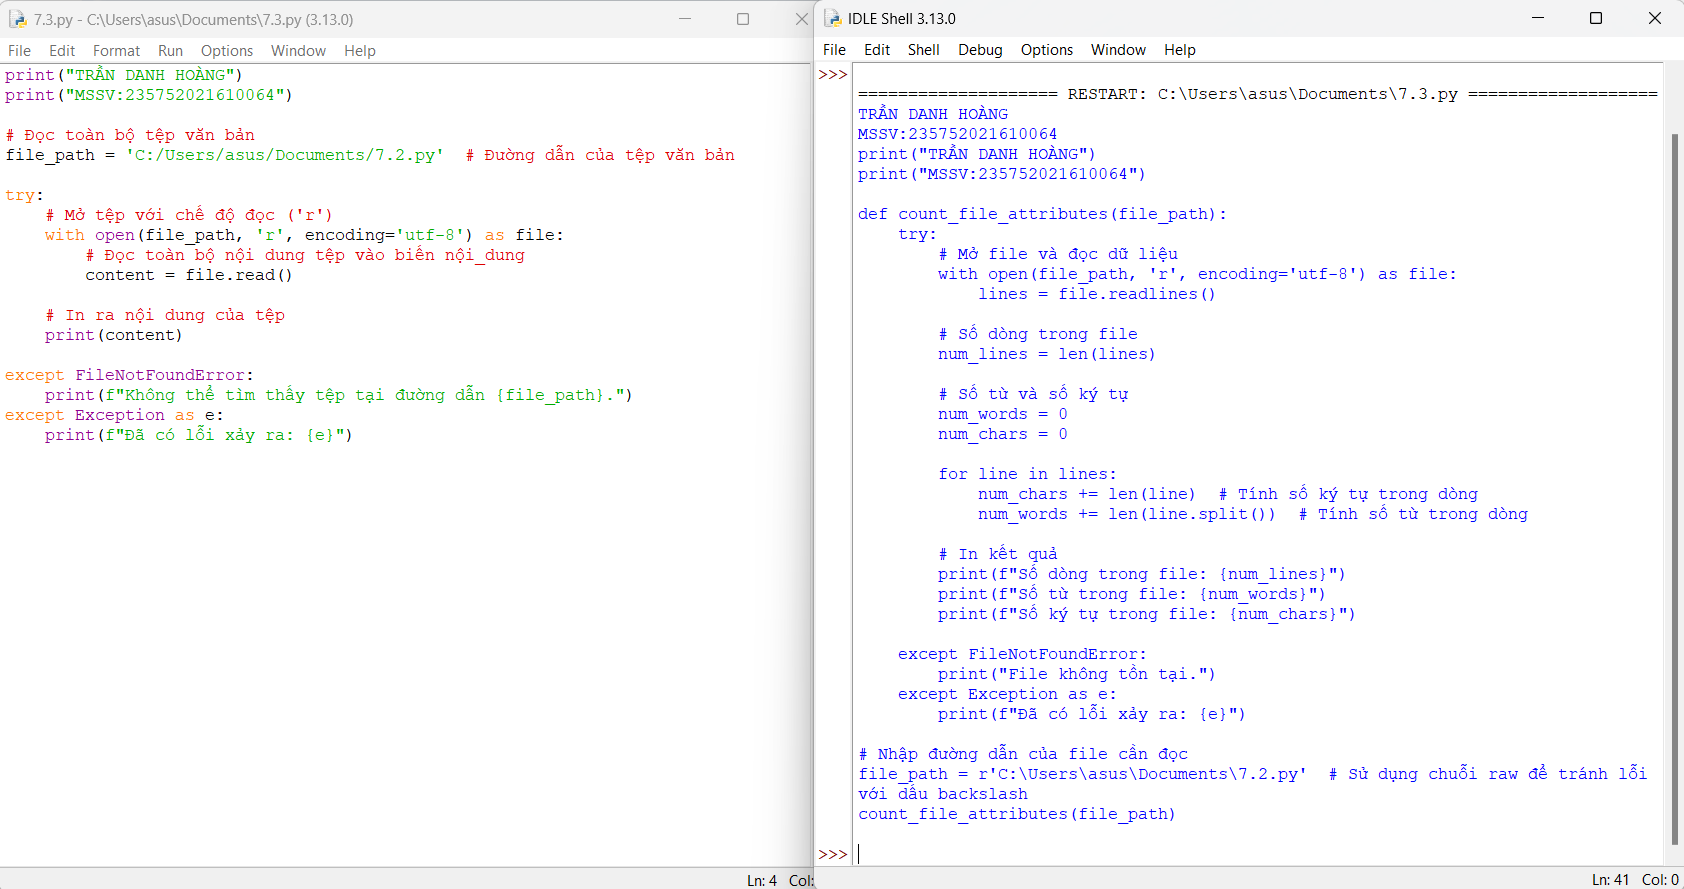 7.3.py - C:\Users\asus\Documents\7.3.py (3.13.0)
File Edit Format Run Options Window Help
print("TRẦN DANH HOÀNG")
print("MSSV:235752021610064")

# Đọc toàn bộ tệp văn bản
file_path = 'C:/Users/asus/Documents/7.2.py'  # Đường dẫn của tệp văn bản

try:
    # Mở tệp với chế độ đọc ('r')
    with open(file_path, 'r', encoding='utf-8') as file:
        # Đọc toàn bộ nội dung tệp vào biến nội_dung
        content = file.read()

    # In ra nội dung của tệp
    print(content)

except FileNotFoundError:
    print(f"Không thể tìm thấy tệp tại đường dẫn {file_path}.")
except Exception as e:
    print(f"Đã có lỗi xảy ra: {e}")
Ln: 4 Col:
IDLE Shell 3.13.0
File Edit Shell Debug Options Window Help
>>>
==================== RESTART: C:\Users\asus\Documents\7.3.py ===================
TRẦN DANH HOÀNG
MSSV:235752021610064
print("TRẦN DANH HOÀNG")
print("MSSV:235752021610064")

def count_file_attributes(file_path):
    try:
        # Mở file và đọc dữ liệu
        with open(file_path, 'r', encoding='utf-8') as file:
            lines = file.readlines()

        # Số dòng trong file
        num_lines = len(lines)

        # Số từ và số ký tự
        num_words = 0
        num_chars = 0

        for line in lines:
            num_chars += len(line)  # Tính số ký tự trong dòng
            num_words += len(line.split())  # Tính số từ trong dòng

        # In kết quả
        print(f"Số dòng trong file: {num_lines}")
        print(f"Số từ trong file: {num_words}")
        print(f"Số ký tự trong file: {num_chars}")

    except FileNotFoundError:
        print("File không tồn tại.")
    except Exception as e:
        print(f"Đã có lỗi xảy ra: {e}")

# Nhập đường dẫn của file cần đọc
file_path = r'C:\Users\asus\Documents\7.2.py'  # Sử dụng chuỗi raw để tránh lỗi
với dấu backslash
count_file_attributes(file_path)

>>>
Ln: 41 Col: 0